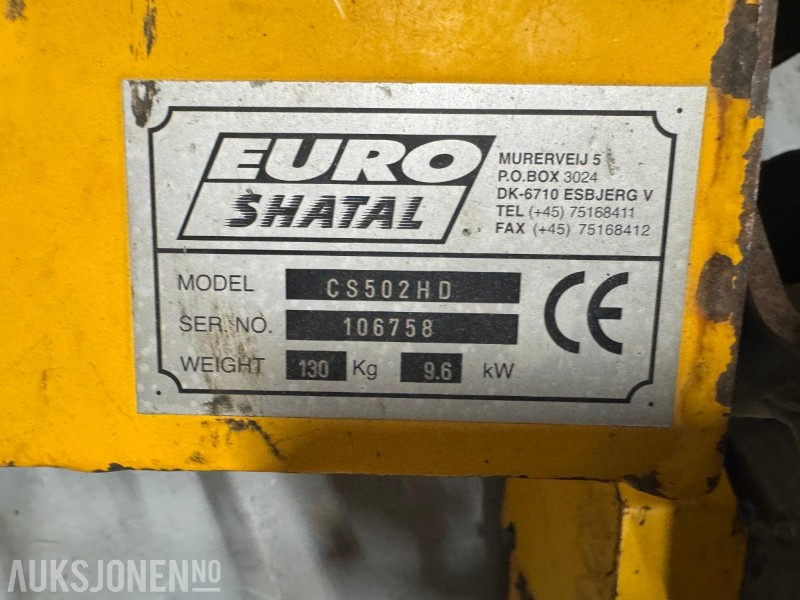 EURO
SHATAL
MURERVEIJ 5
P.O.BOX 3024
DK-6710 ESBJERG V
TEL (+45) 75168411
FAX (+45) 75168412
MODEL CS502HD
SER. NO. 106758
WEIGHT 130 Kg 9.6 kW
CE
AUKSJONEN.NO